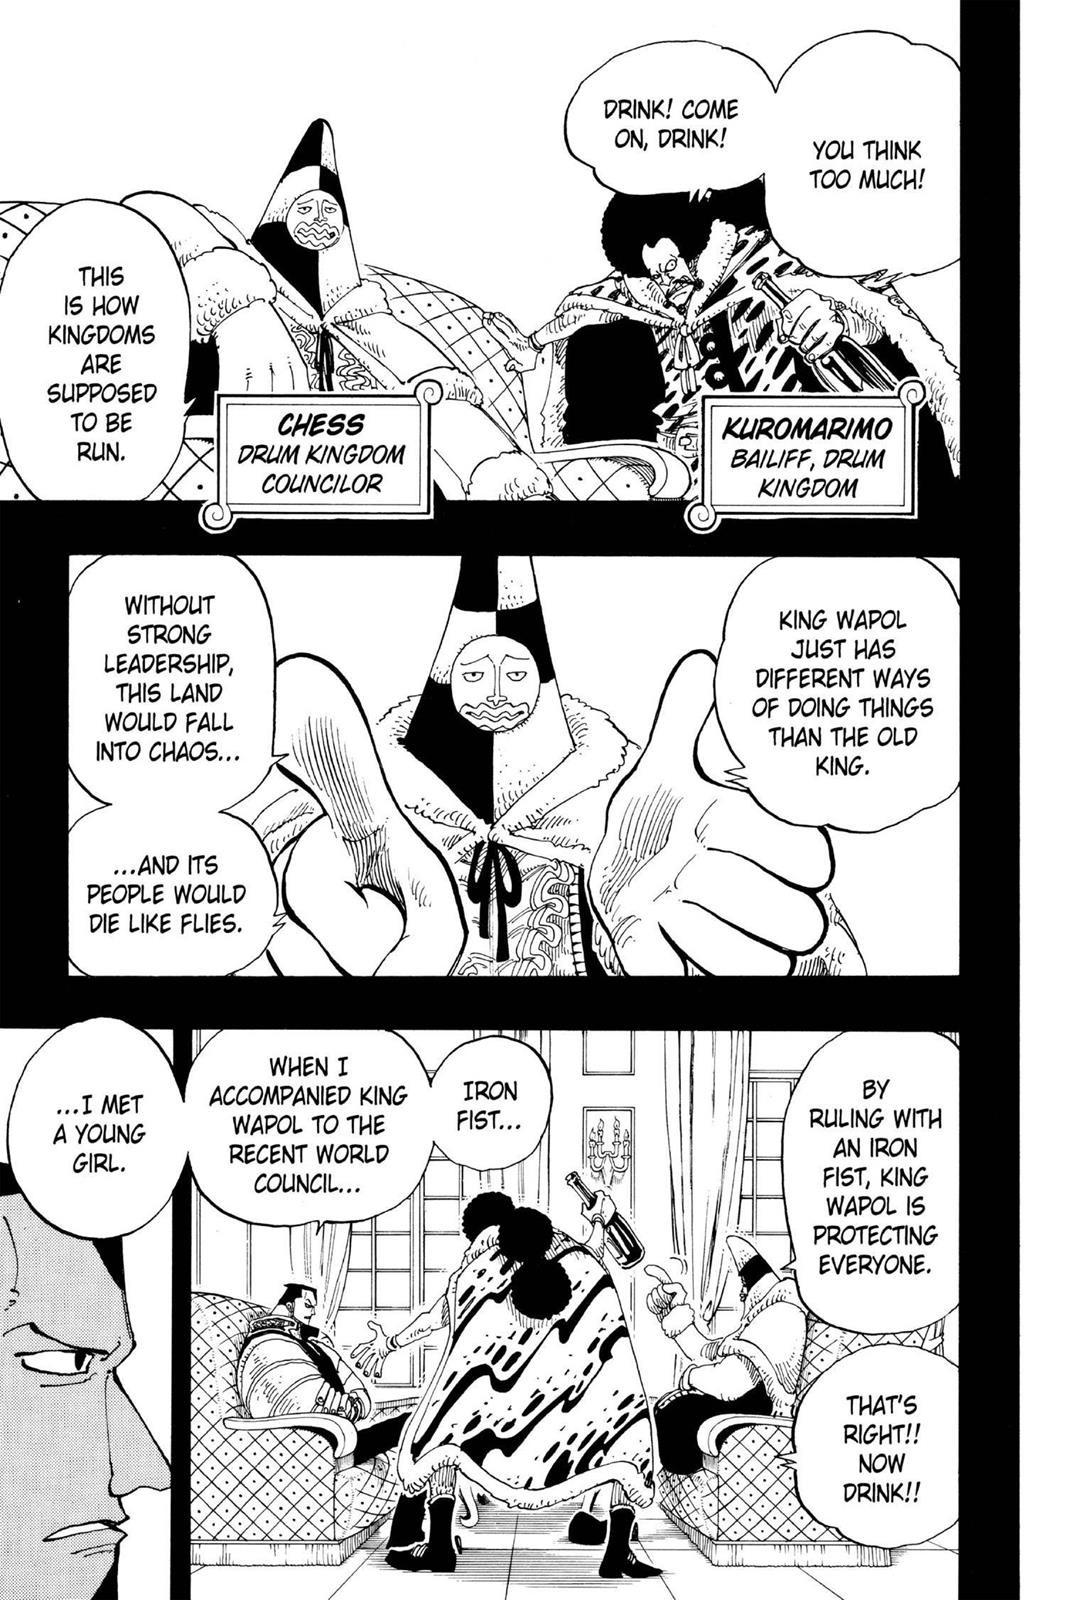 YOU THINK
TOO MUCH!
DRINK! COME
ON, DRINK!
KUROMARIMO
BAILIFF, DRUM
KINGDOM
CHESS
DRUM KINGDOM
COUNCILOR
THIS
IS HOW
KINGDOMS
ARE
SUPPOSED
TO BE
RUN.
KING WAPOL
JUST HAS
DIFFERENT WAYS
OF DOING THINGS
THAN THE OLD
KING.
WITHOUT
STRONG
LEADERSHIP,
THIS LAND
WOULD FALL
INTO CHAOS...
...AND ITS
PEOPLE WOULD
DIE LIKE FLIES.
BY
RULING WITH
AN IRON
FIST, KING
WAPOL IS
PROTECTING
EVERYONE.
THAT'S
RIGHT!!
NOW
DRINK!!
IRON
FIST...
WHEN I
ACCOMPANIED KING
WAPOL TO THE
RECENT WORLD
COUNCIL...
...I MET
A YOUNG
GIRL.